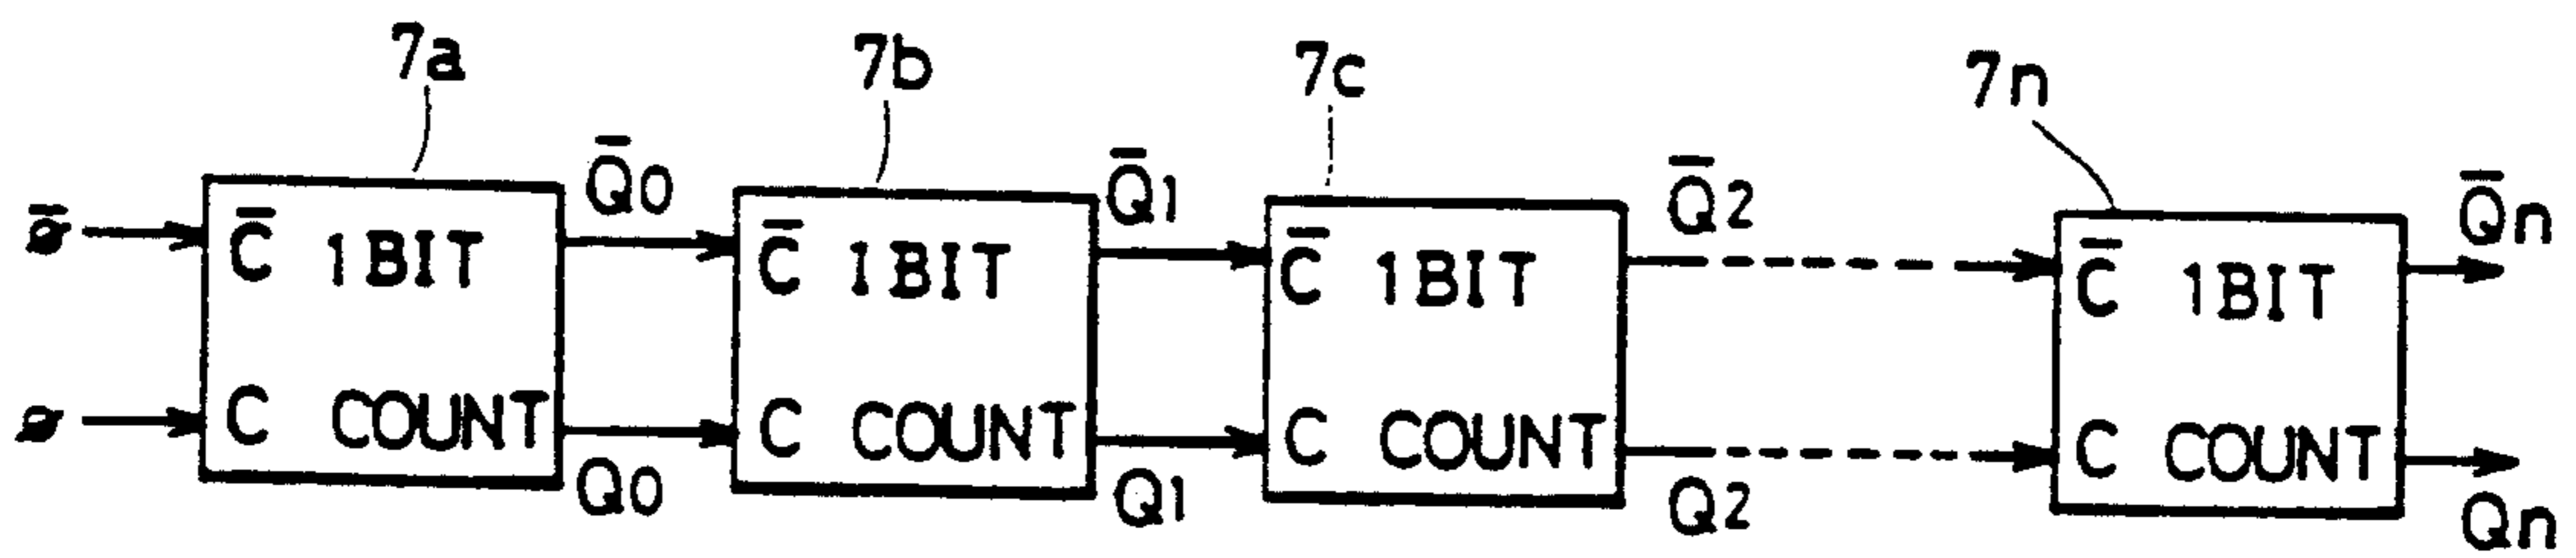 7a 7b 7c 7n
Q̅0 Q̅1 Q̅2 Q̅n
ø̅ C̅ 1BIT C̅ 1BIT C̅ 1BIT C̅ 1BIT
ø C COUNT C COUNT C COUNT C COUNT
Q0 Q1 Q2 Qn